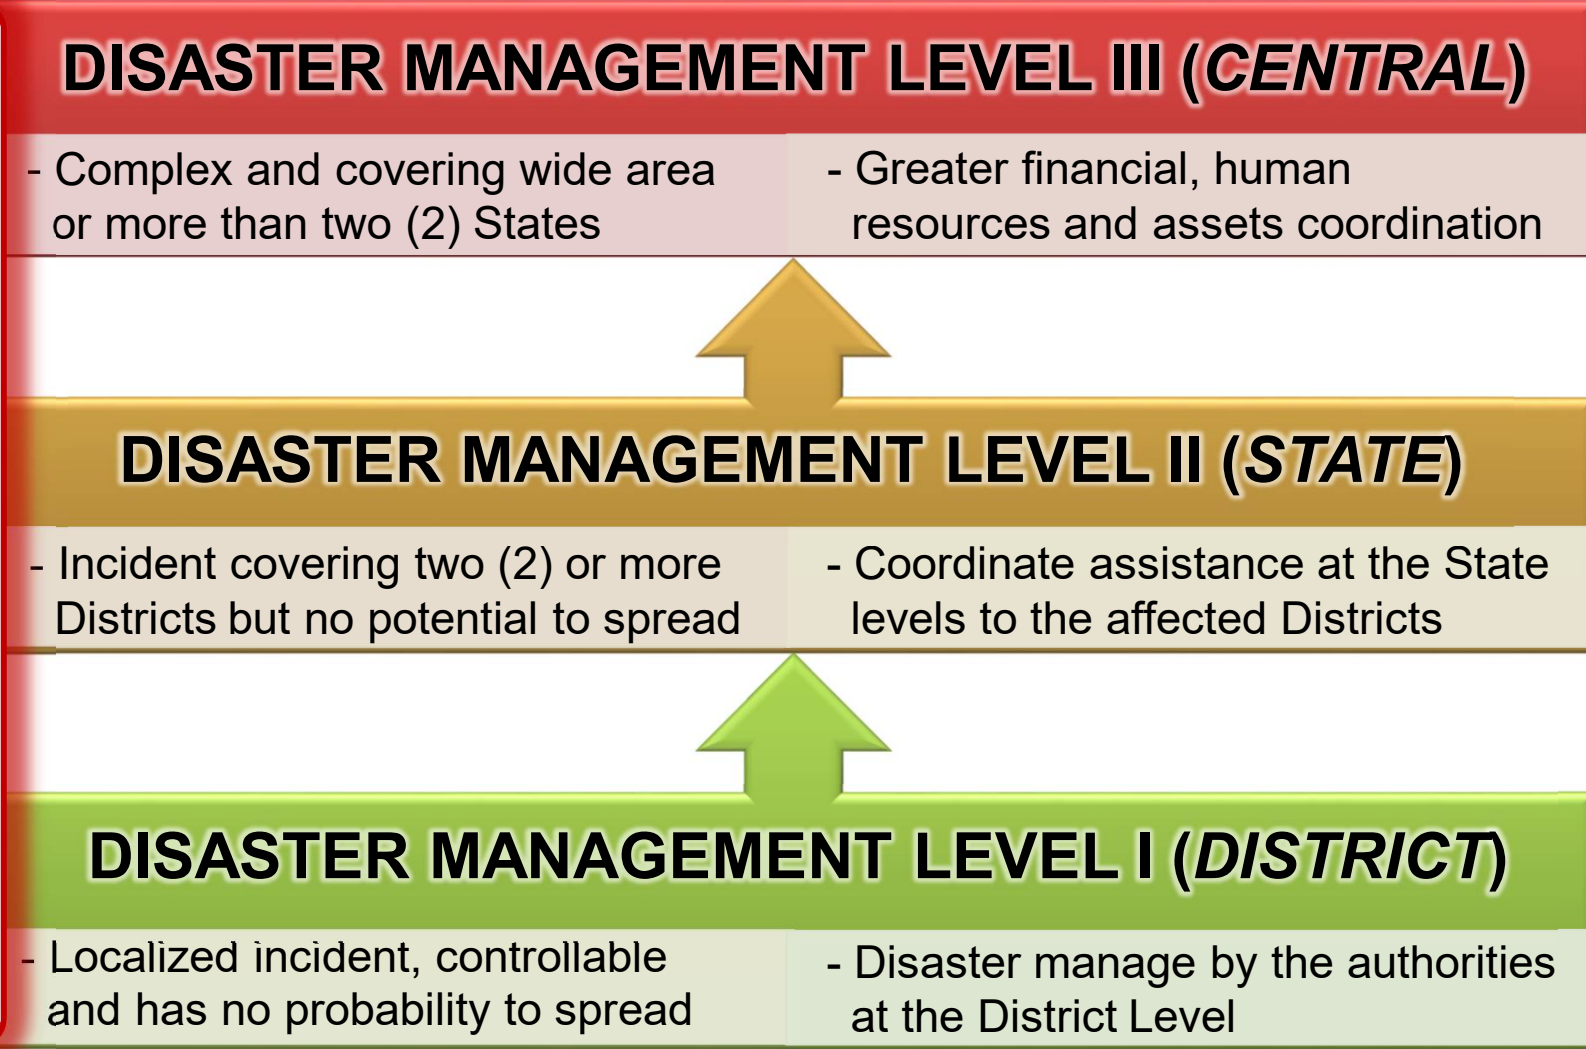 DISASTER MANAGEMENT LEVEL III (CENTRAL)
- Complex and covering wide area
or more than two (2) States
- Greater financial, human
resources and assets coordination
DISASTER MANAGEMENT LEVEL II (STATE)
- Incident covering two (2) or more
Districts but no potential to spread
- Coordinate assistance at the State
levels to the affected Districts
DISASTER MANAGEMENT LEVEL I (DISTRICT)
- Localized incident, controllable
and has no probability to spread
- Disaster manage by the authorities
at the District Level